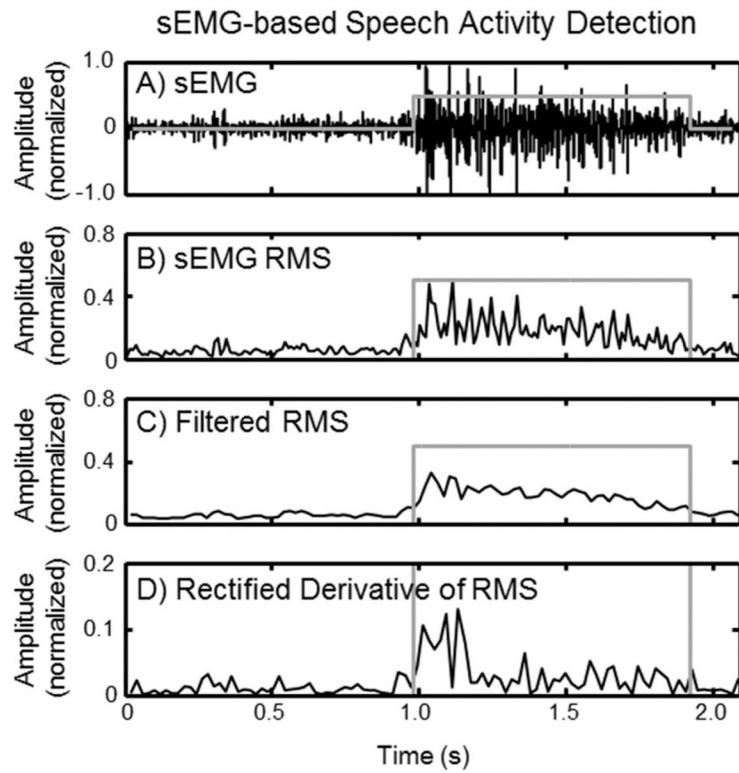 sEMG-based Speech Activity Detection
Amplitude
(normalized)
1.0
0
-1.0
A) sEMG
Amplitude
(normalized)
0.8
0.4
0
B) sEMG RMS
Amplitude
(normalized)
0.8
0.4
0
C) Filtered RMS
Amplitude
(normalized)
0.2
0.1
0
D) Rectified Derivative of RMS
0 0.5 1.0 1.5 2.0
Time (s)